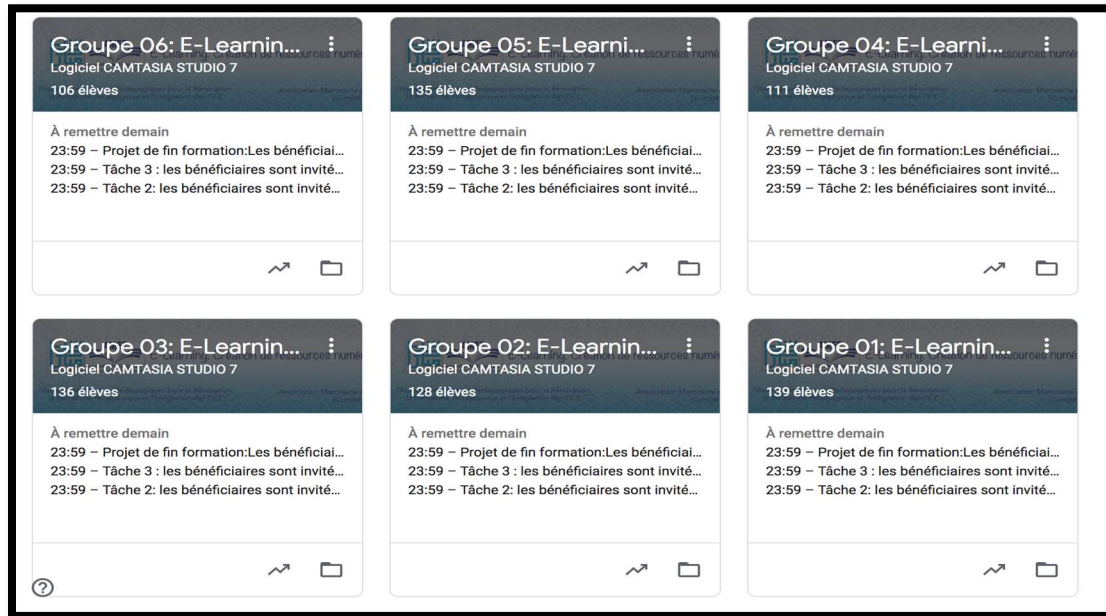 Groupe 06: E-Learnin...
Logiciel CAMTASIA STUDIO 7
106 élèves
À remettre demain
23:59 – Projet de fin formation:Les bénéficiai...
23:59 – Tâche 3 : les bénéficiaires sont invité...
23:59 – Tâche 2: les bénéficiaires sont invité...
Groupe 05: E-Learni...
Logiciel CAMTASIA STUDIO 7
135 élèves
À remettre demain
23:59 – Projet de fin formation:Les bénéficiai...
23:59 – Tâche 3 : les bénéficiaires sont invité...
23:59 – Tâche 2: les bénéficiaires sont invité...
Groupe 04: E-Learni...
Logiciel CAMTASIA STUDIO 7
111 élèves
À remettre demain
23:59 – Projet de fin formation:Les bénéficiai...
23:59 – Tâche 3 : les bénéficiaires sont invité...
23:59 – Tâche 2: les bénéficiaires sont invité...
Groupe 03: E-Learnin...
Logiciel CAMTASIA STUDIO 7
136 élèves
À remettre demain
23:59 – Projet de fin formation:Les bénéficiai...
23:59 – Tâche 3 : les bénéficiaires sont invité...
23:59 – Tâche 2: les bénéficiaires sont invité...
Groupe 02: E-Learnin...
Logiciel CAMTASIA STUDIO 7
128 élèves
À remettre demain
23:59 – Projet de fin formation:Les bénéficiai...
23:59 – Tâche 3 : les bénéficiaires sont invité...
23:59 – Tâche 2: les bénéficiaires sont invité...
Groupe 01: E-Learnin...
Logiciel CAMTASIA STUDIO 7
139 élèves
À remettre demain
23:59 – Projet de fin formation:Les bénéficiai...
23:59 – Tâche 3 : les bénéficiaires sont invité...
23:59 – Tâche 2: les bénéficiaires sont invité...